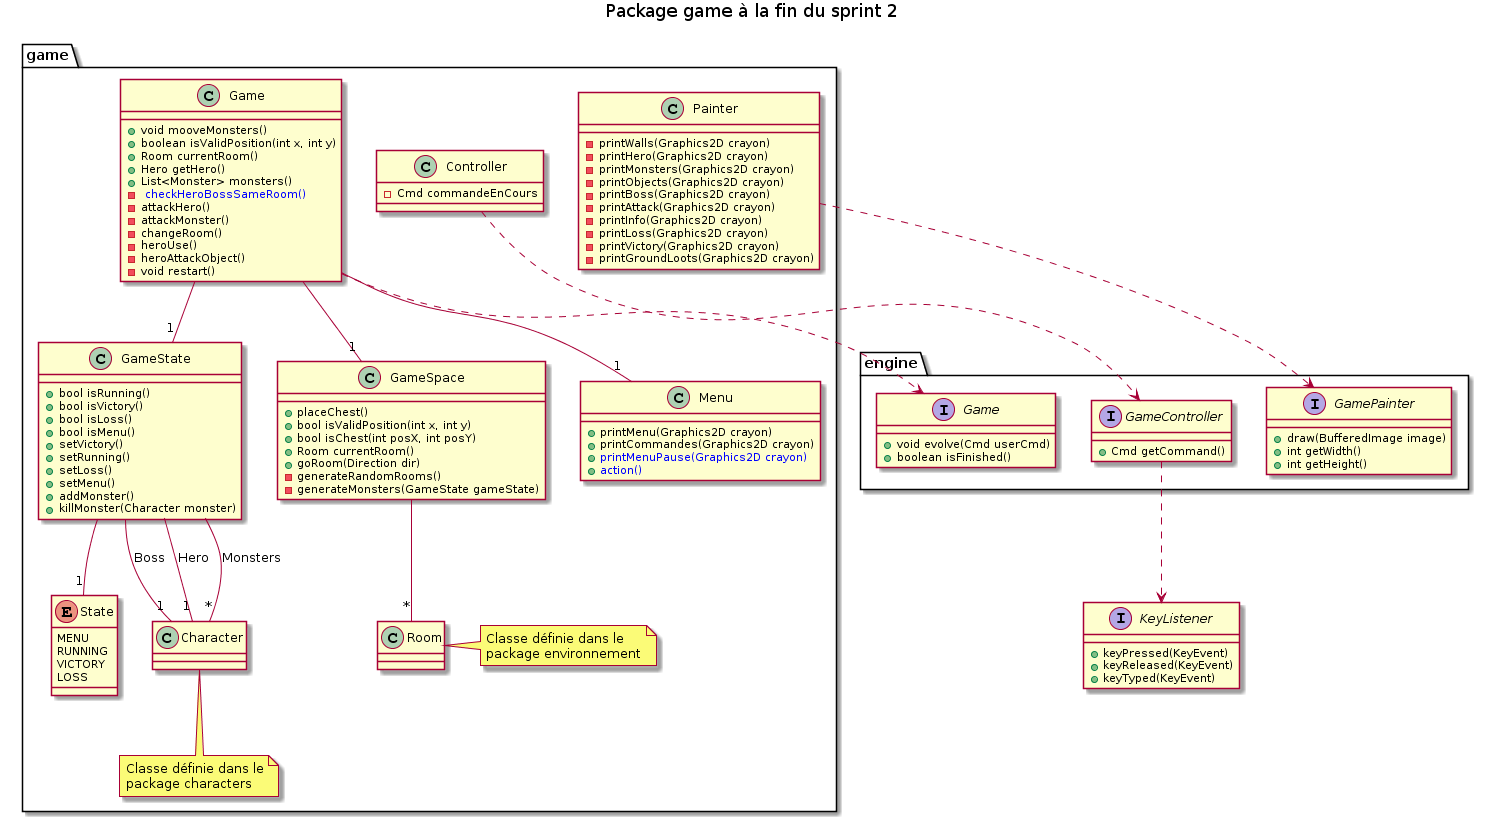 Package game à la fin du sprint 2
game
C Game
void mooveMonsters()
boolean isValidPosition(int x, int y)
Room currentRoom()
Hero getHero()
List<Monster> monsters()
checkHeroBossSameRoom()
attackHero()
attackMonster()
changeRoom()
heroUse()
heroAttackObject()
void restart()
C Controller
Cmd commandeEnCours
C Painter
printWalls(Graphics2D crayon)
printHero(Graphics2D crayon)
printMonsters(Graphics2D crayon)
printObjects(Graphics2D crayon)
printBoss(Graphics2D crayon)
printAttack(Graphics2D crayon)
printInfo(Graphics2D crayon)
printLoss(Graphics2D crayon)
printVictory(Graphics2D crayon)
printGroundLoots(Graphics2D crayon)
1
1
1
C GameState
bool isRunning()
bool isVictory()
bool isLoss()
bool isMenu()
setVictory()
setRunning()
setLoss()
setMenu()
addMonster()
killMonster(Character monster)
C GameSpace
placeChest()
bool isValidPosition(int x, int y)
bool isChest(int posX, int posY)
Room currentRoom()
goRoom(Direction dir)
generateRandomRooms()
generateMonsters(GameState gameState)
C Menu
printMenu(Graphics2D crayon)
printCommandes(Graphics2D crayon)
printMenuPause(Graphics2D crayon)
action()
engine
I Game
void evolve(Cmd userCmd)
boolean isFinished()
I GameController
Cmd getCommand()
I GamePainter
draw(BufferedImage image)
int getWidth()
int getHeight()
Boss
Hero
Monsters
1
1
1
*
*
E State
MENU
RUNNING
VICTORY
LOSS
C Character
C Room
Classe définie dans le
package environnement
I KeyListener
keyPressed(KeyEvent)
keyReleased(KeyEvent)
keyTyped(KeyEvent)
Classe définie dans le
package characters